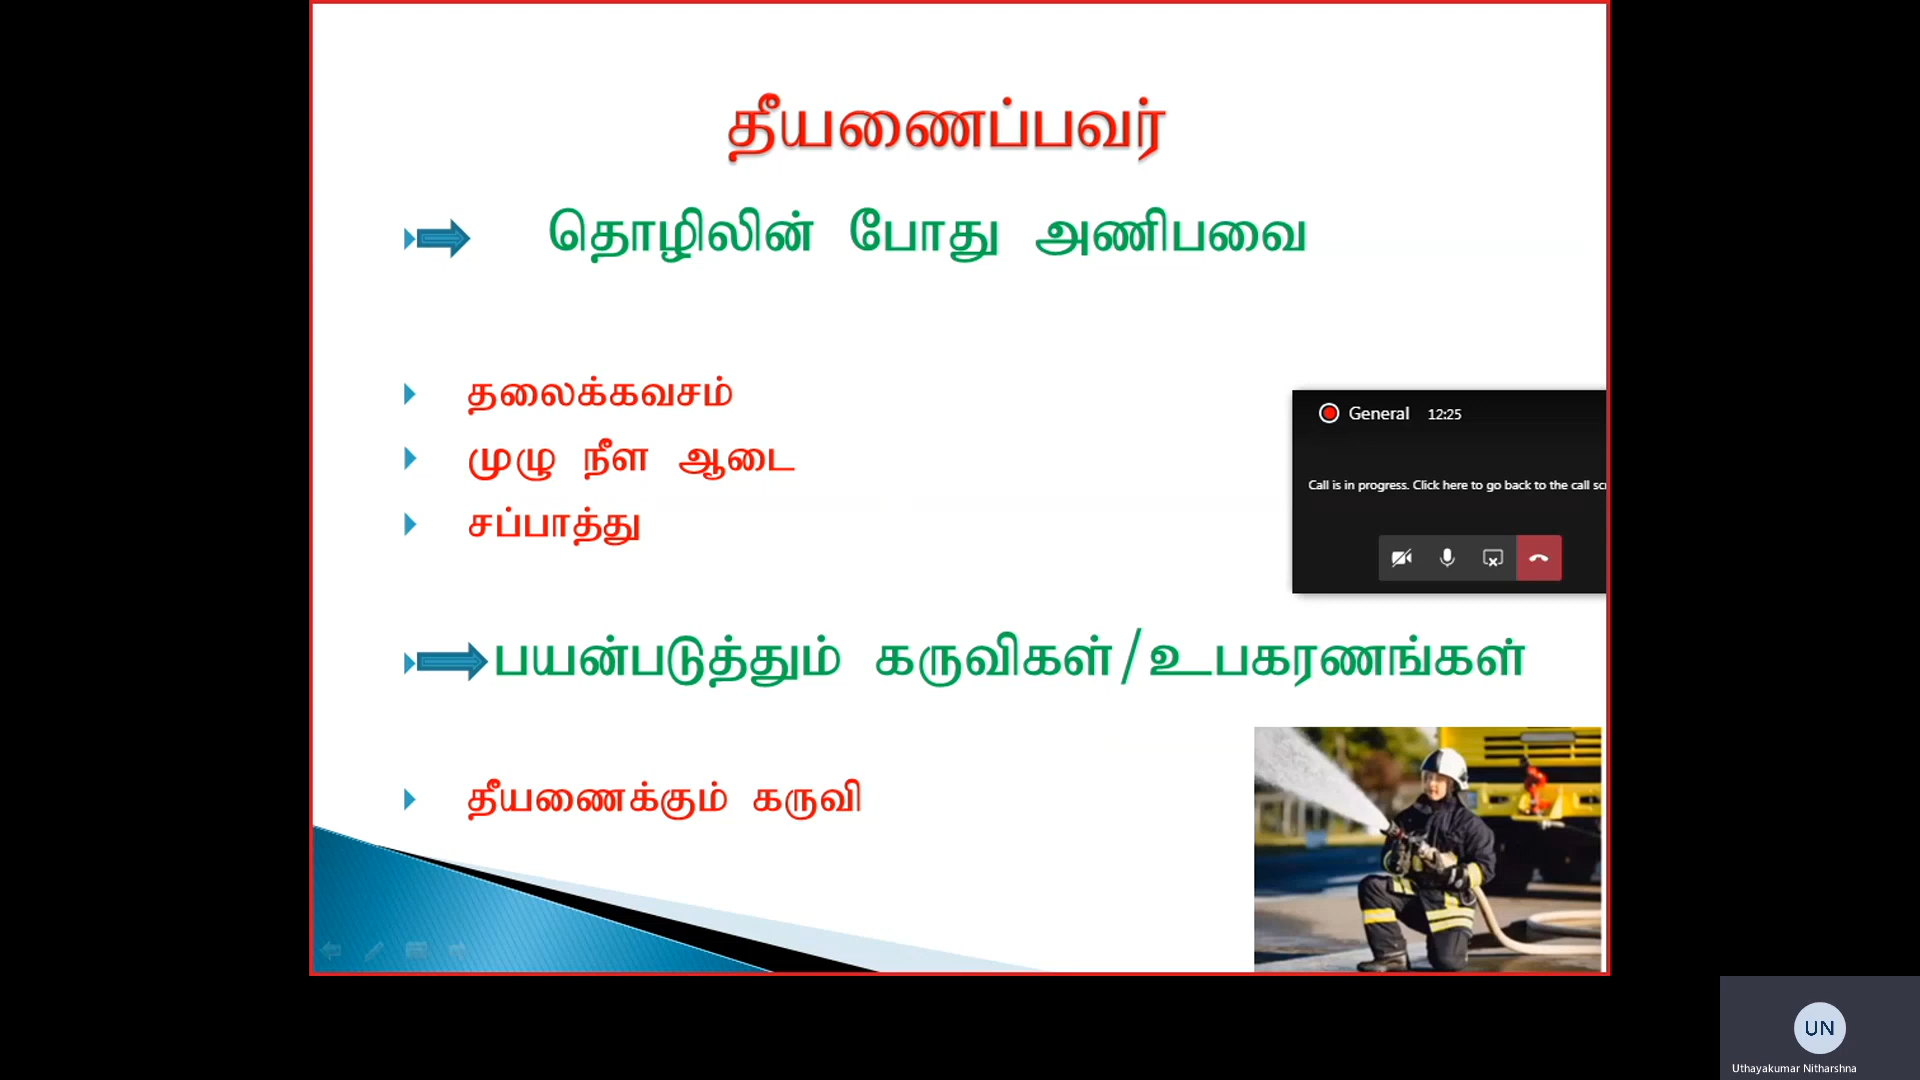 தீயணைப்பவர்
தொழிலின் போது அணிபவை
தலைக்கவசம்
முழு நீள ஆடை
சப்பாத்து
General 12:25
Call is in progress. Click here to go back to the call scr
பயன்படுத்தும் கருவிகள்/உபகரணங்கள்
தீயணைக்கும் கருவி
UN
Uthayakumar Nitharshna